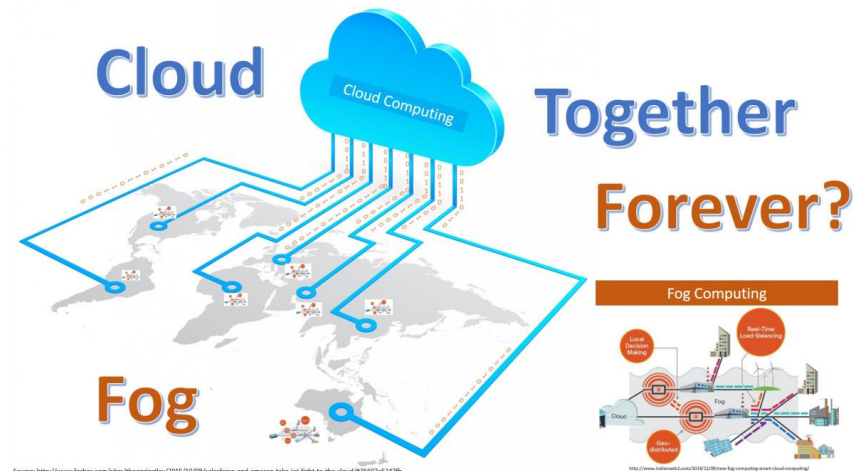 Cloud
Cloud Computing
Together
Forever?
Fog
Fog Computing
Local
Decision
Making
Real-Time
Load-Balancing
Cloud
Fog
Geo-
distributed